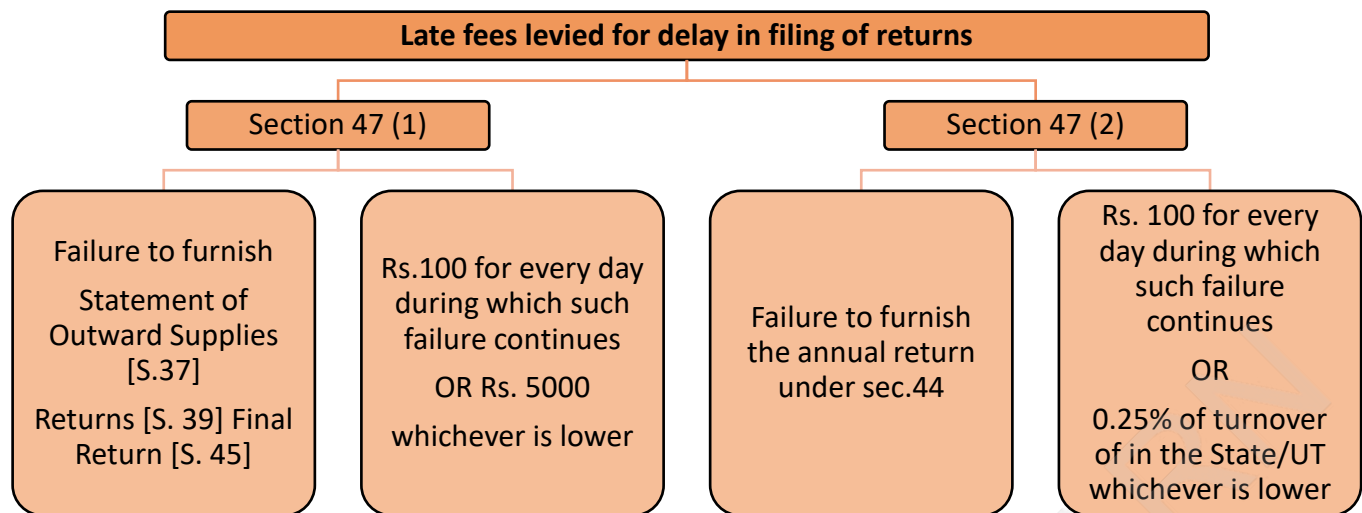 Late fees levied for delay in filing of returns
Section 47 (1)
Section 47 (2)
Failure to furnish
Statement of
Outward Supplies
[S.37]
Returns [S. 39] Final
Return [S. 45]
Rs.100 for every day
during which such
failure continues
OR Rs. 5000
whichever is lower
Failure to furnish
the annual return
under sec.44
Rs. 100 for every
day during which
such failure
continues
OR
0.25% of turnover
of in the State/UT
whichever is lower